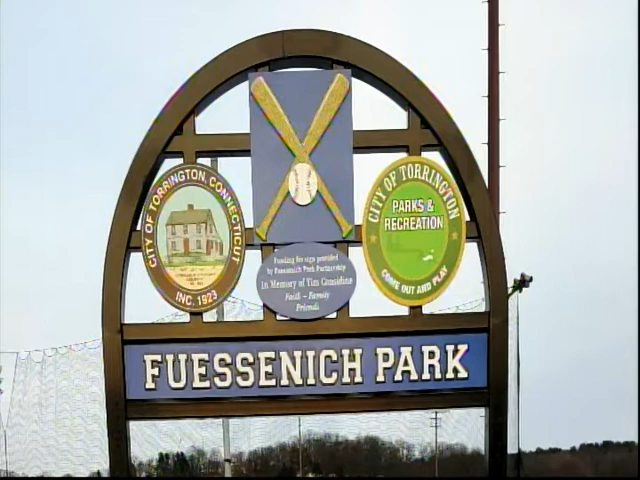 CITY OF TORRINGTON, CONNECTICUT
INC. 1923
Funding for sign provided
by Fuessenich Park Partnership
In Memory of Tim Considine
Faith – Family
Friends
CITY OF TORRINGTON
PARKS &
RECREATION
COME OUT AND PLAY
FUESSENICH PARK